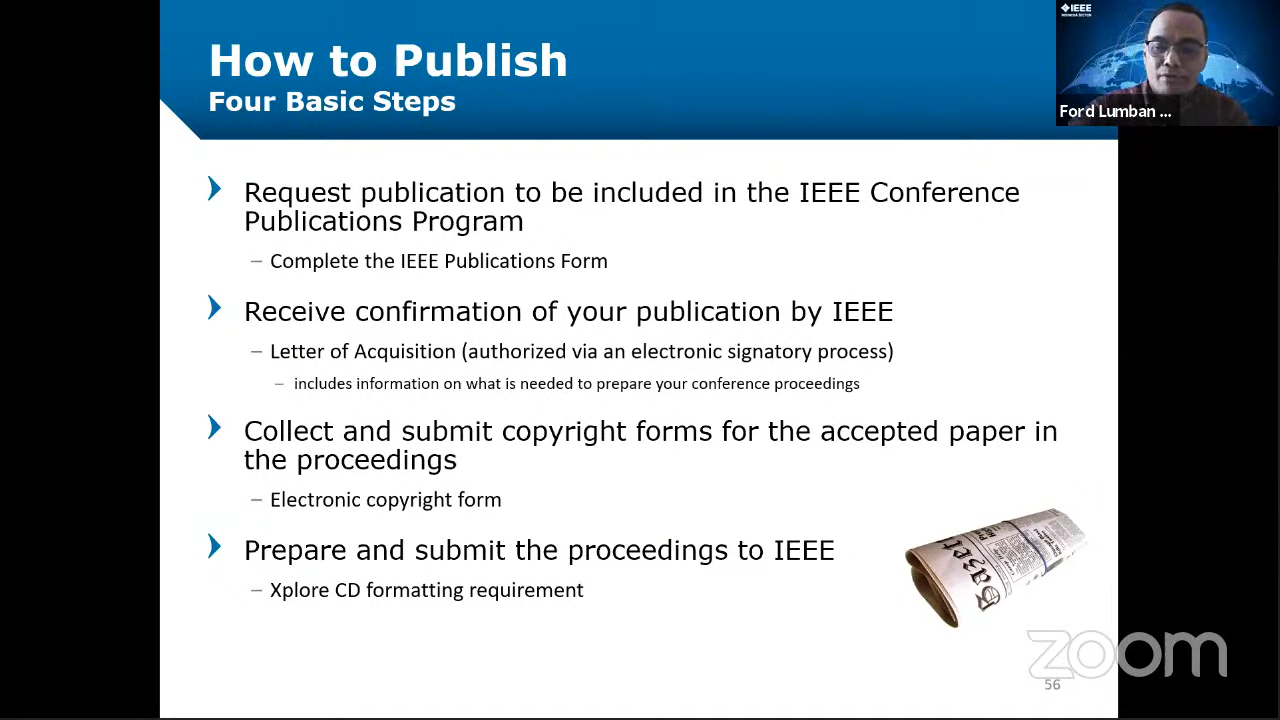 How to Publish
Four Basic Steps
IEEE
INDONESIA SECTION
Ford Lumban ...
Request publication to be included in the IEEE Conference
Publications Program
– Complete the IEEE Publications Form
Receive confirmation of your publication by IEEE
– Letter of Acquisition (authorized via an electronic signatory process)
– includes information on what is needed to prepare your conference proceedings
Collect and submit copyright forms for the accepted paper in
the proceedings
– Electronic copyright form
Prepare and submit the proceedings to IEEE
– Xplore CD formatting requirement
zoom
56